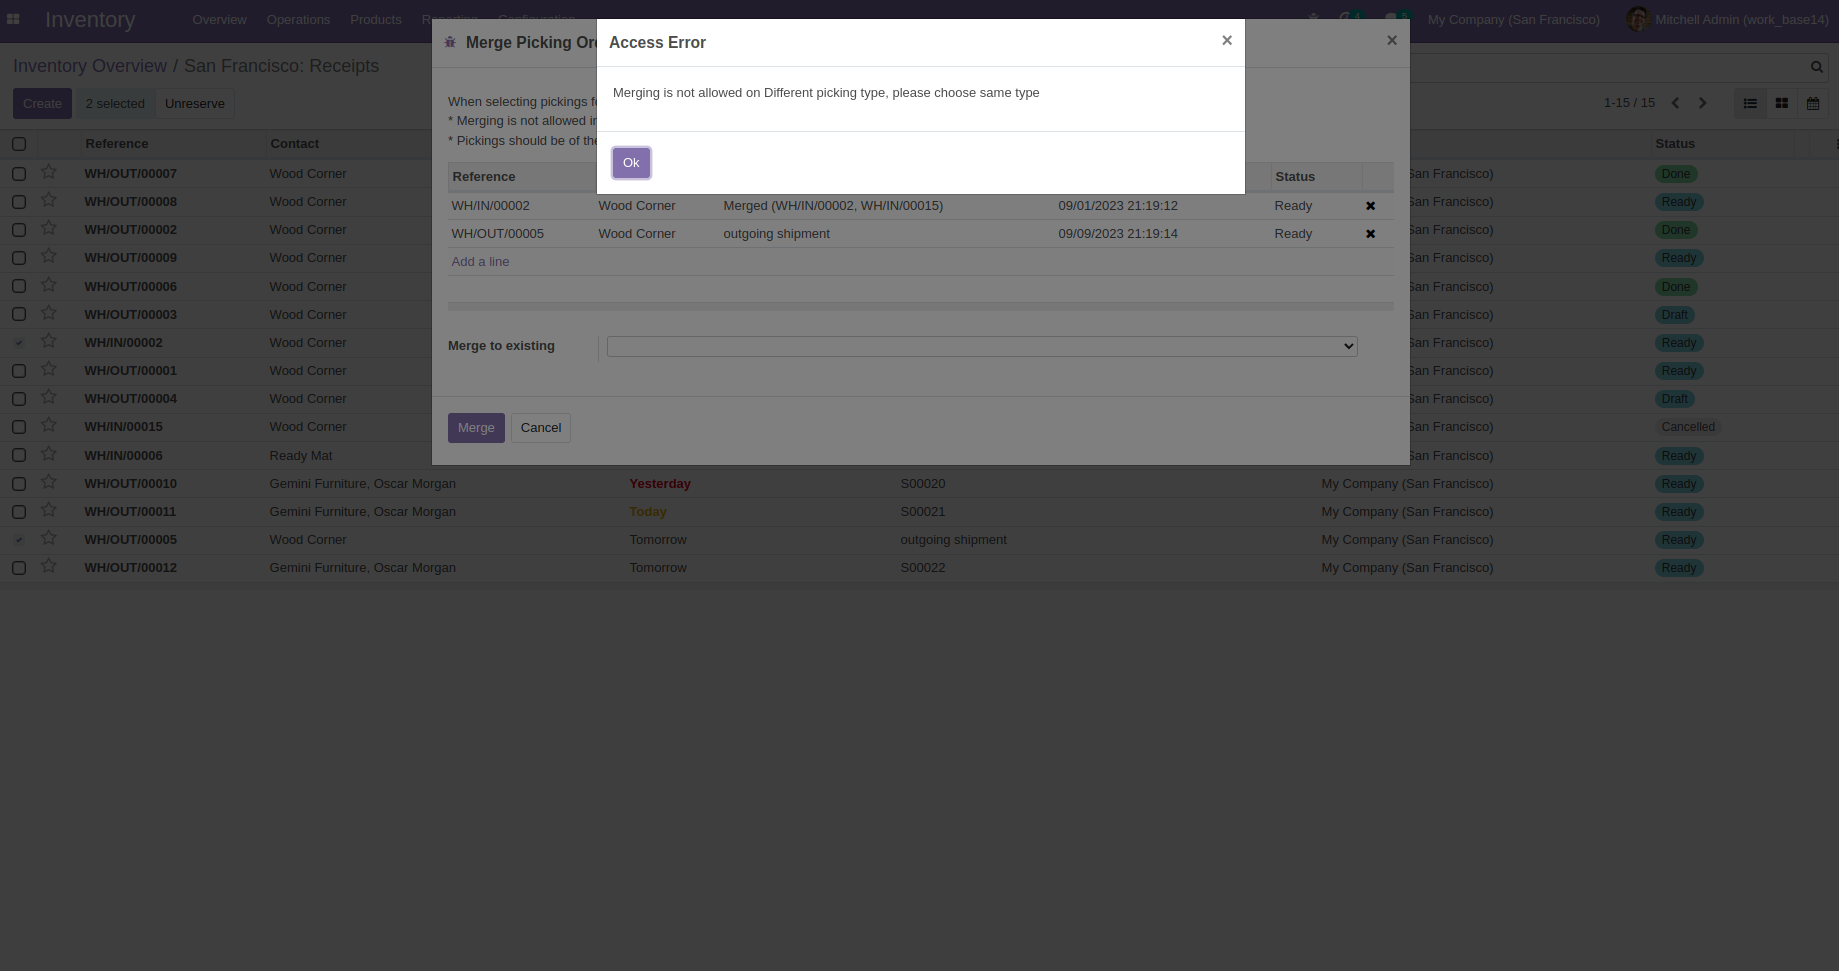 Inventory Overview Operations Products Reporting Configuration 4 5 My Company (San Francisco) Mitchell Admin (work_base14)
Inventory Overview / San Francisco: Receipts
Create 2 selected Unreserve 1-15 / 15
Merge Picking Or
Access Error ×
×
Merging is not allowed on Different picking type, please choose same type
Ok
When selecting pickings f
* Merging is not allowed i
* Pickings should be of the
Reference Status
WH/IN/00002 Wood Corner Merged (WH/IN/00002, WH/IN/00015) 09/01/2023 21:19:12 Ready ✖
WH/OUT/00005 Wood Corner outgoing shipment 09/09/2023 21:19:14 Ready ✖
Add a line
Merge to existing
Merge Cancel
Reference Contact Status
WH/OUT/00007 Wood Corner San Francisco) Done
WH/OUT/00008 Wood Corner San Francisco) Ready
WH/OUT/00002 Wood Corner San Francisco) Done
WH/OUT/00009 Wood Corner San Francisco) Ready
WH/OUT/00006 Wood Corner San Francisco) Done
WH/OUT/00003 Wood Corner San Francisco) Draft
WH/IN/00002 Wood Corner San Francisco) Ready
WH/OUT/00001 Wood Corner San Francisco) Ready
WH/OUT/00004 Wood Corner San Francisco) Draft
WH/IN/00015 Wood Corner San Francisco) Cancelled
WH/IN/00006 Ready Mat San Francisco) Ready
WH/OUT/00010 Gemini Furniture, Oscar Morgan Yesterday S00020 My Company (San Francisco) Ready
WH/OUT/00011 Gemini Furniture, Oscar Morgan Today S00021 My Company (San Francisco) Ready
WH/OUT/00005 Wood Corner Tomorrow outgoing shipment My Company (San Francisco) Ready
WH/OUT/00012 Gemini Furniture, Oscar Morgan Tomorrow S00022 My Company (San Francisco) Ready